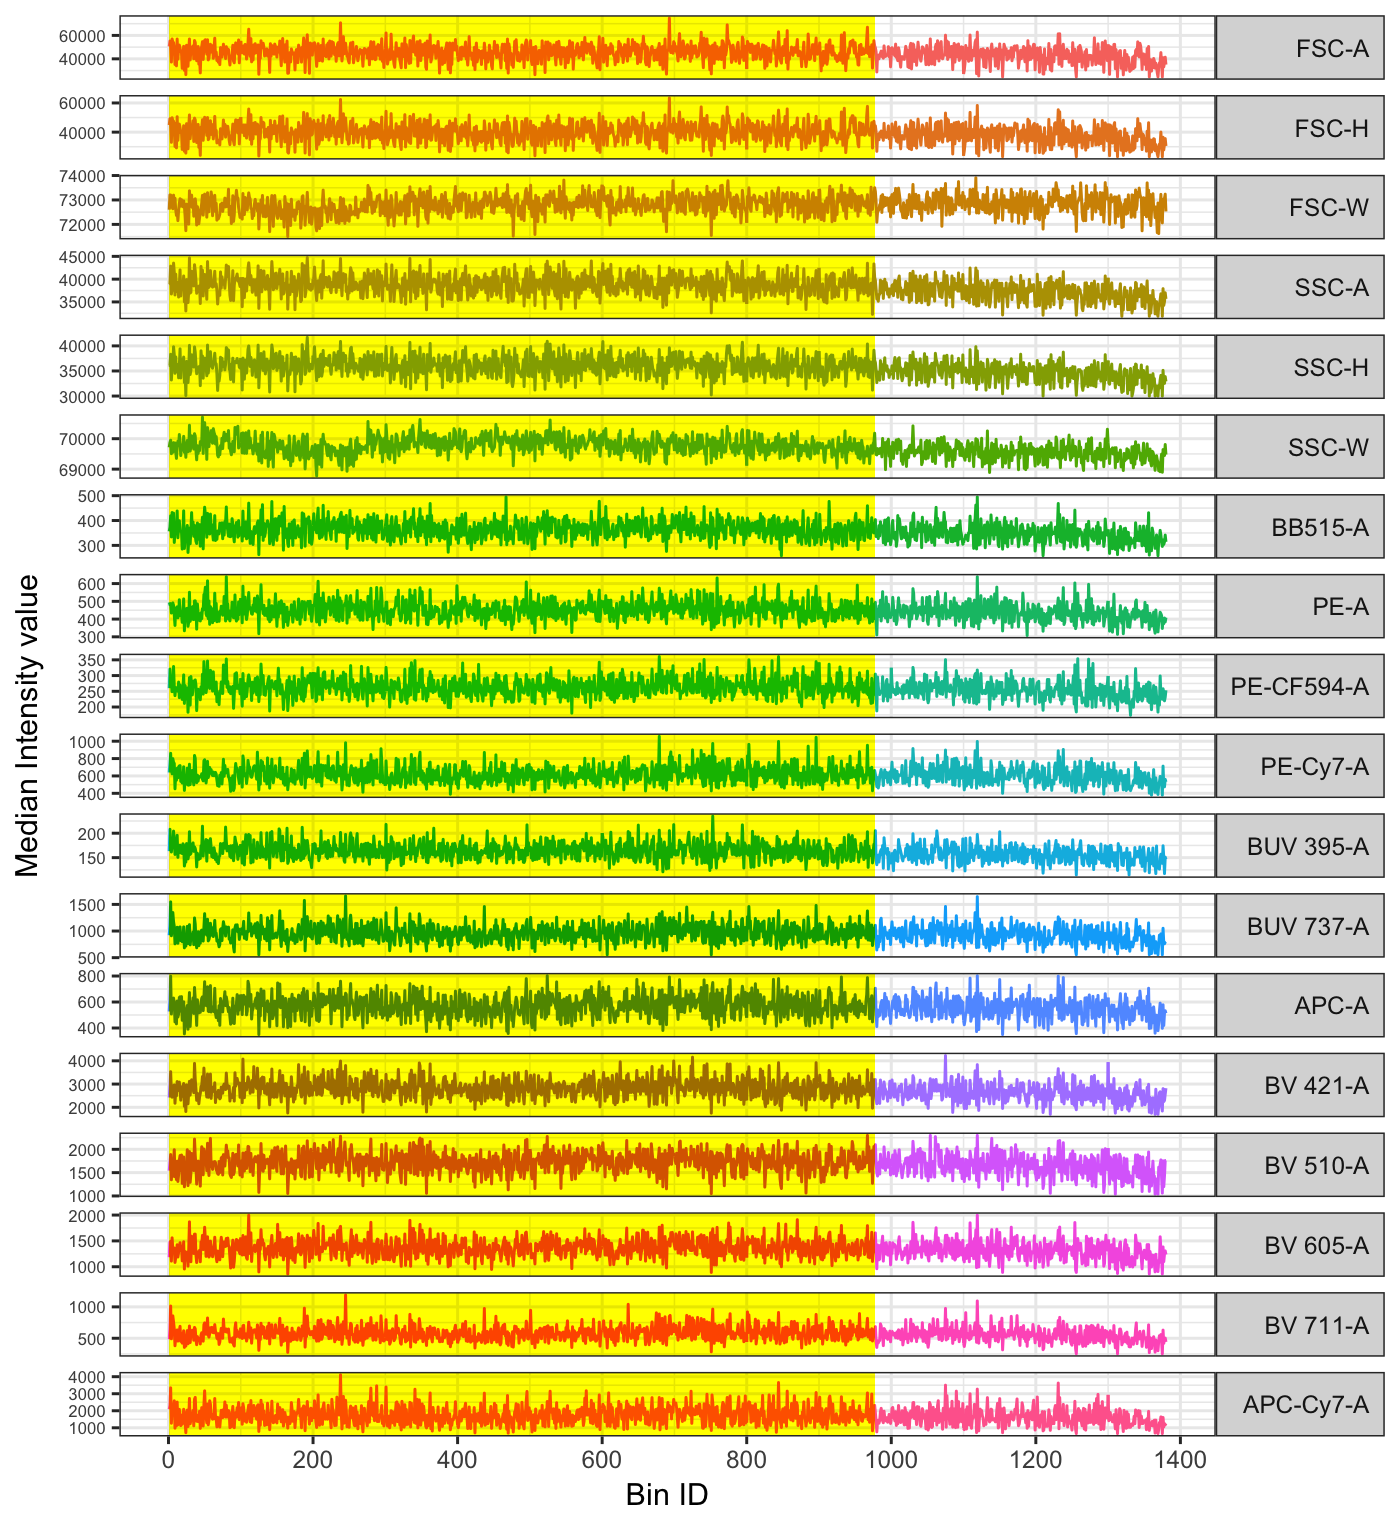 60000
40000
FSC-A
60000
40000
FSC-H
74000
73000
72000
FSC-W
45000
40000
35000
SSC-A
40000
35000
30000
SSC-H
70000
69000
SSC-W
500
400
300
BB515-A
600
500
400
300
PE-A
350
300
250
200
PE-CF594-A
1000
800
600
400
PE-Cy7-A
200
150
BUV 395-A
1500
1000
500
BUV 737-A
800
600
400
APC-A
4000
3000
2000
BV 421-A
2000
1500
1000
BV 510-A
2000
1500
1000
BV 605-A
1000
500
BV 711-A
4000
3000
2000
1000
APC-Cy7-A
Median Intensity value
0 200 400 600 800 1000 1200 1400
Bin ID